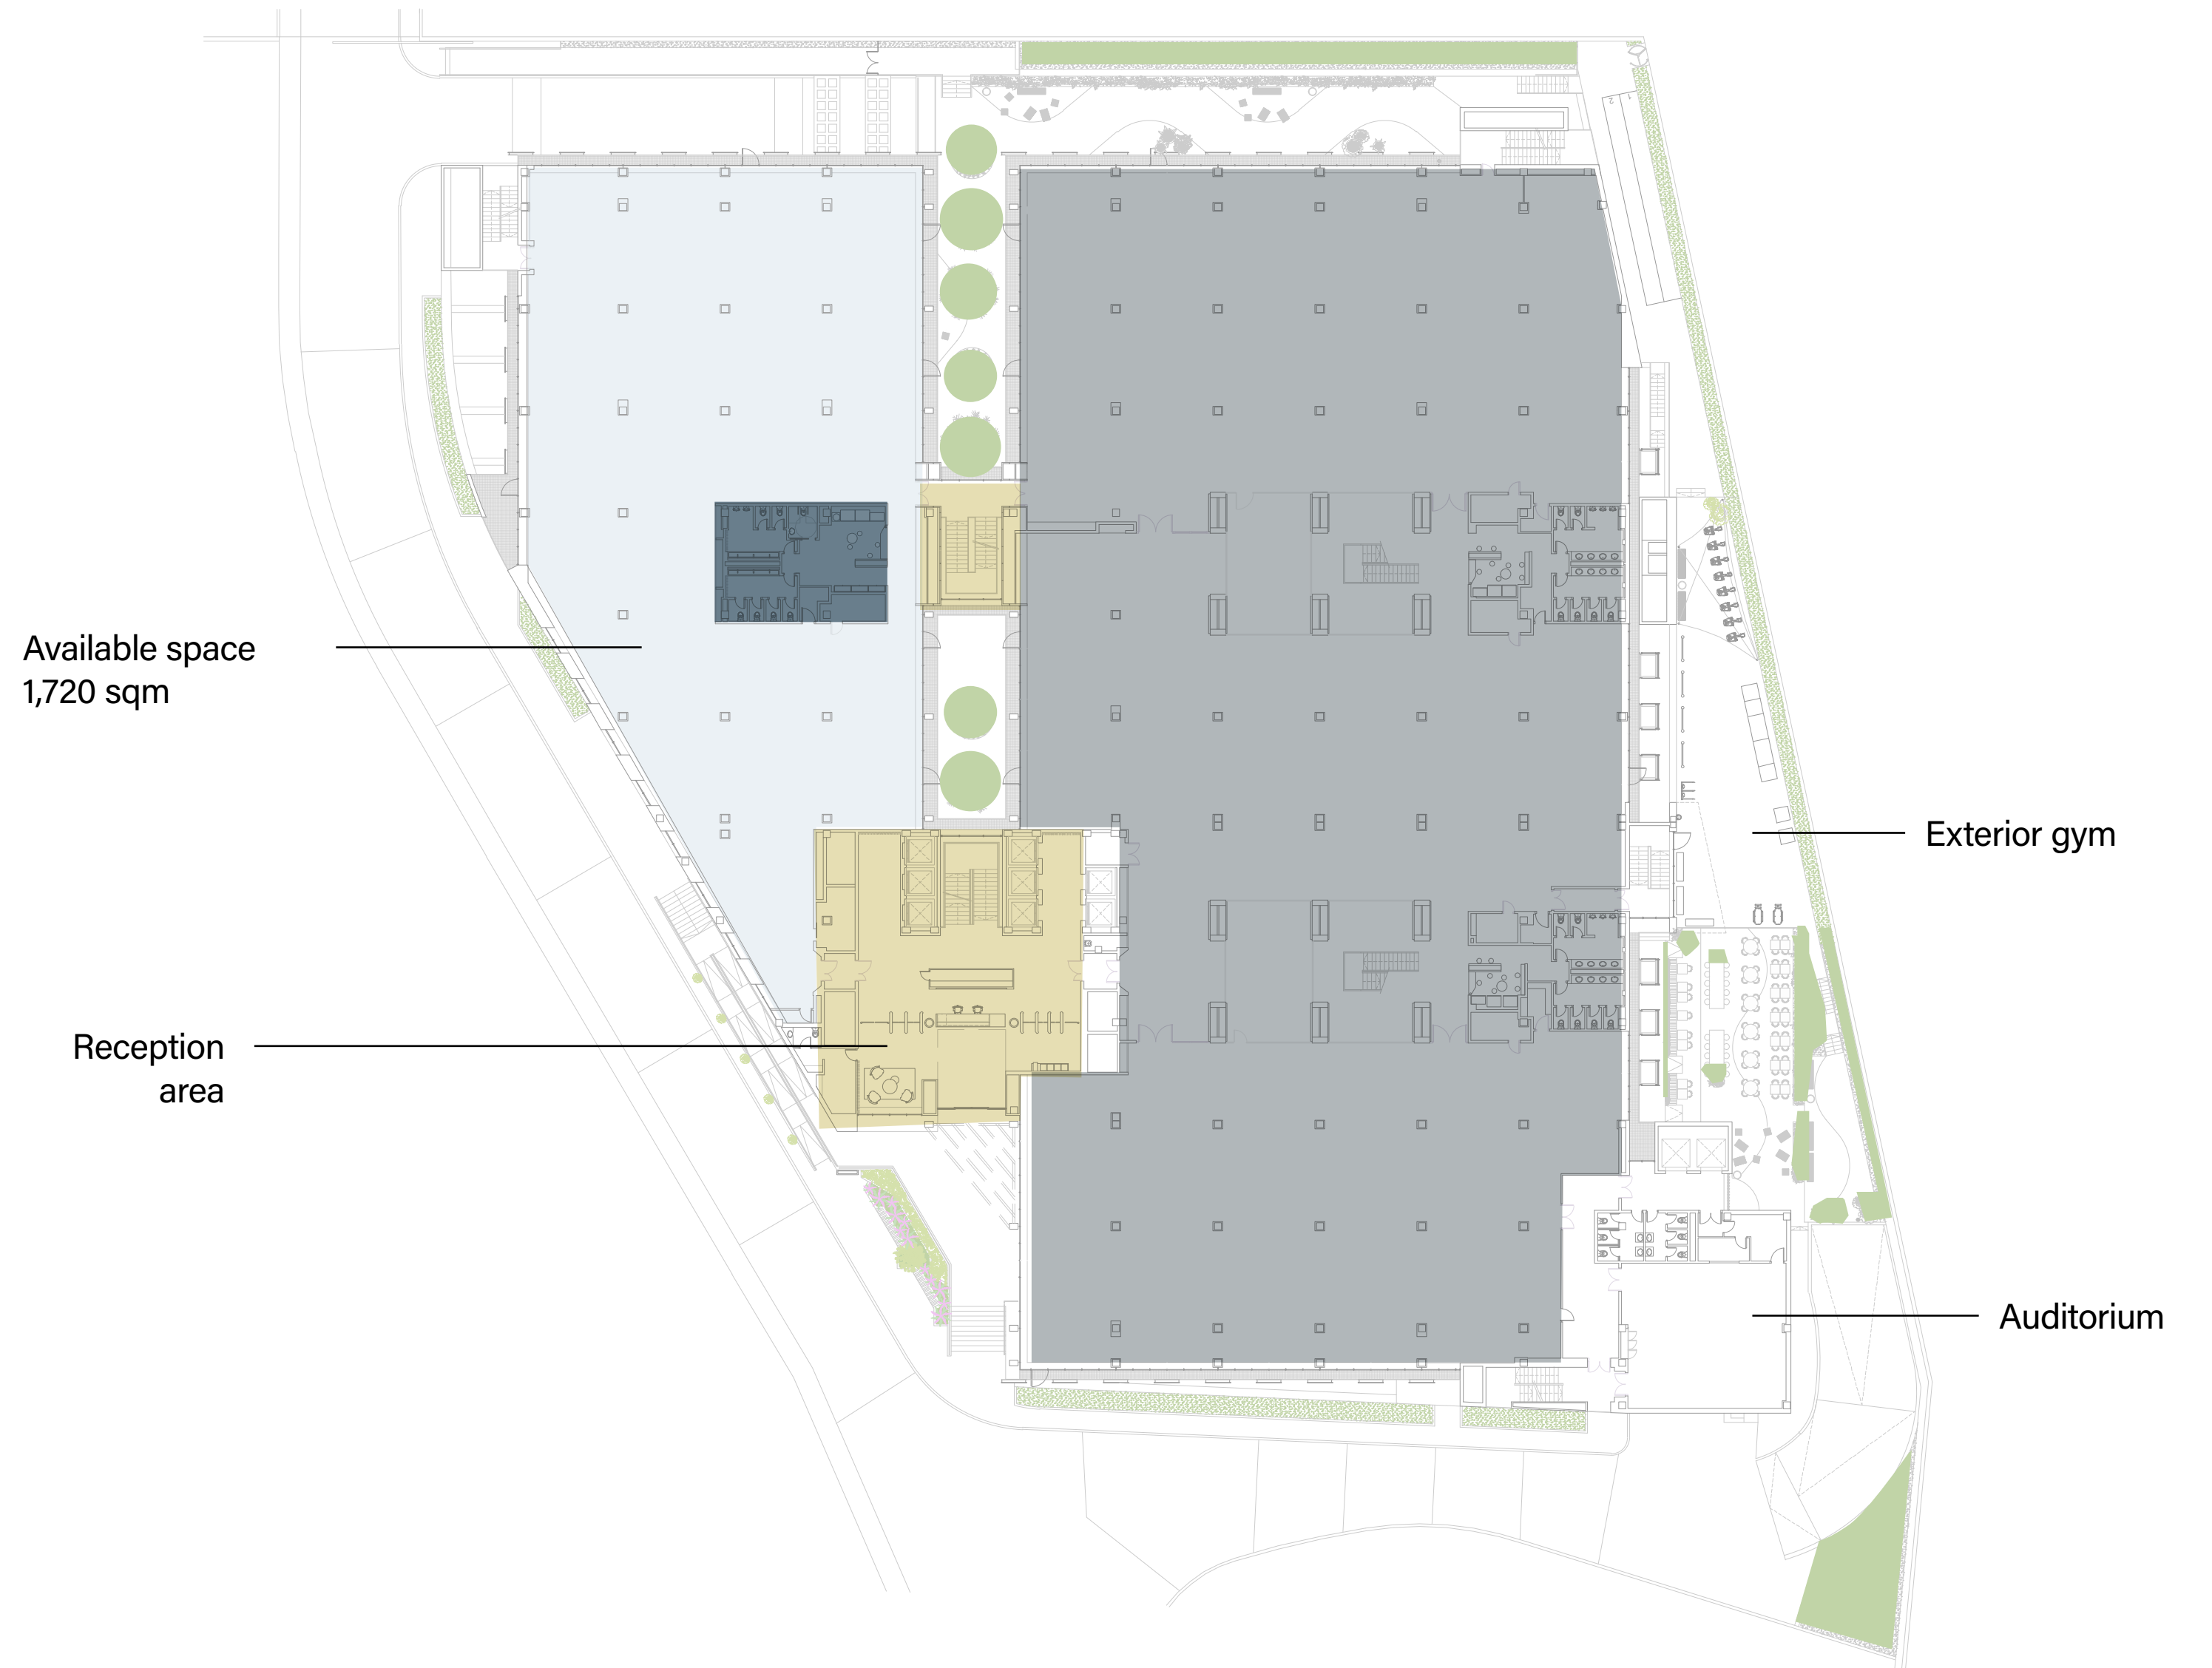 Available space
1,720 sqm
Exterior gym
Reception
area
Auditorium